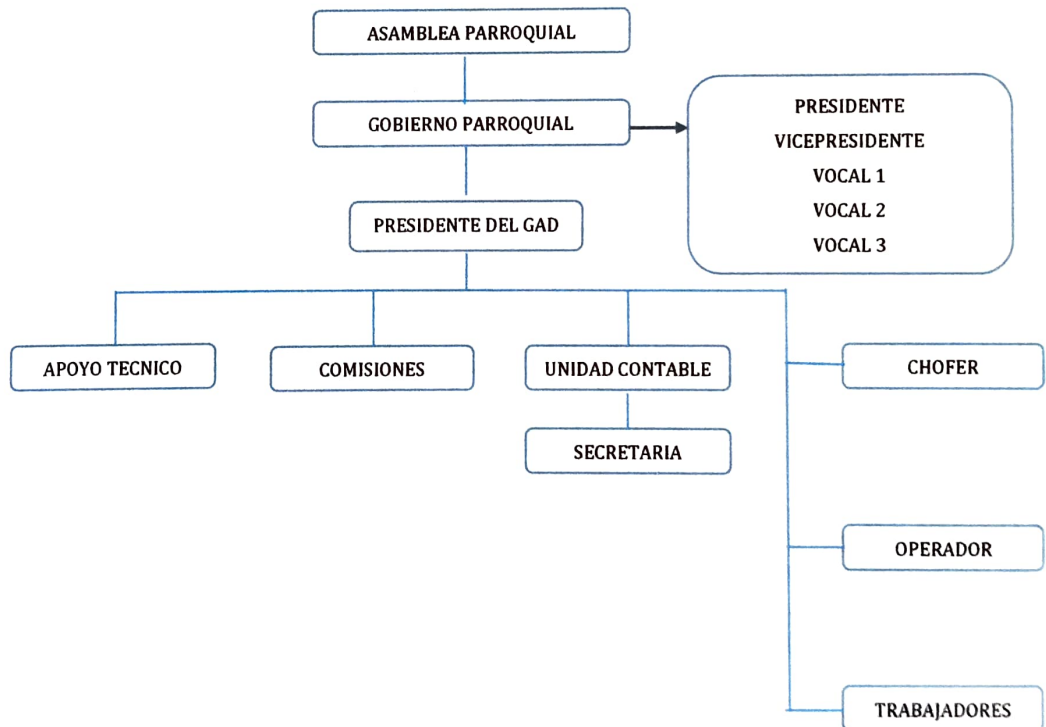 ASAMBLEA PARROQUIAL
GOBIERNO PARROQUIAL
PRESIDENTE
VICEPRESIDENTE
VOCAL 1
VOCAL 2
VOCAL 3
PRESIDENTE DEL GAD
APOYO TECNICO
COMISIONES
UNIDAD CONTABLE
SECRETARIA
CHOFER
OPERADOR
TRABAJADORES